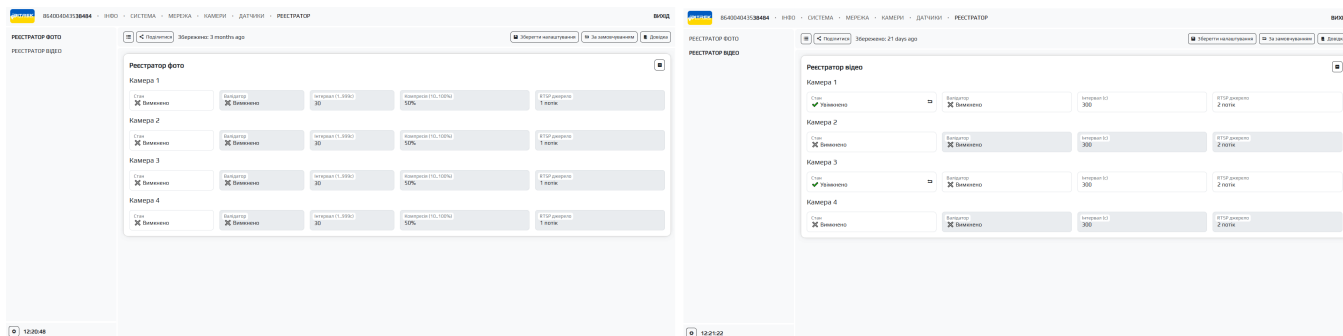 864004043538484 · ІНФО · СИСТЕМА · МЕРЕЖА · КАМЕРИ · ДАТЧИКИ · РЕЄСТРАТОР ВИХІД
РЕЄСТРАТОР ФОТО
РЕЄСТРАТОР ВІДЕО
Поділитися Збережено: 3 months ago Зберегти налаштування За замовчуванням Довідка
Реєстратор фото
Камера 1
Стан Валідатор Інтервал (1..999с) Компресія (10..100%) RTSP джерело
Вимкнено Вимкнено 30 50% 1 потік
Камера 2
Стан Валідатор Інтервал (1..999с) Компресія (10..100%) RTSP джерело
Вимкнено Вимкнено 30 50% 1 потік
Камера 3
Стан Валідатор Інтервал (1..999с) Компресія (10..100%) RTSP джерело
Вимкнено Вимкнено 30 50% 1 потік
Камера 4
Стан Валідатор Інтервал (1..999с) Компресія (10..100%) RTSP джерело
Вимкнено Вимкнено 30 50% 1 потік
12:20:48
864004043538484 · ІНФО · СИСТЕМА · МЕРЕЖА · КАМЕРИ · ДАТЧИКИ · РЕЄСТРАТОР
РЕЄСТРАТОР ФОТО
РЕЄСТРАТОР ВІДЕО
Поділитися Збережено: 21 days ago Зберегти налаштування За замовчуванням
Реєстратор відео
Камера 1
Стан Валідатор Інтервал (с) RTSP джерело
Увімкнено Вимкнено 300 2 потік
Камера 2
Стан Валідатор Інтервал (с) RTSP джерело
Вимкнено Вимкнено 300 2 потік
Камера 3
Стан Валідатор Інтервал (с) RTSP джерело
Увімкнено Вимкнено 300 2 потік
Камера 4
Стан Валідатор Інтервал (с) RTSP джерело
Вимкнено Вимкнено 300 2 потік
12:21:22